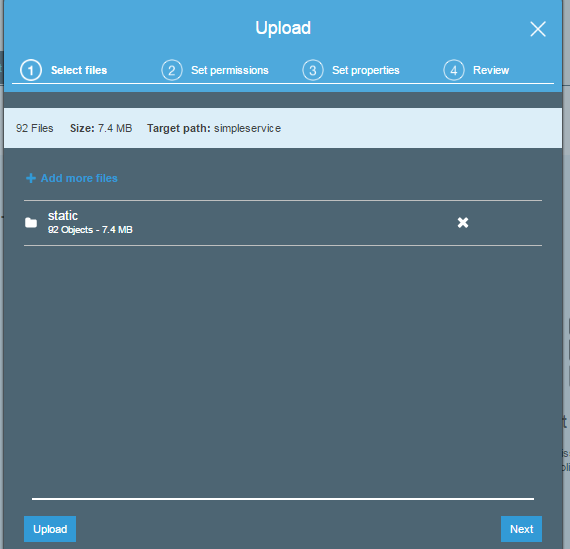 Upload
1 Select files 2 Set permissions 3 Set properties 4 Review
92 Files Size: 7.4 MB Target path: simpleservice
+ Add more files
static
92 Objects - 7.4 MB
Upload Next